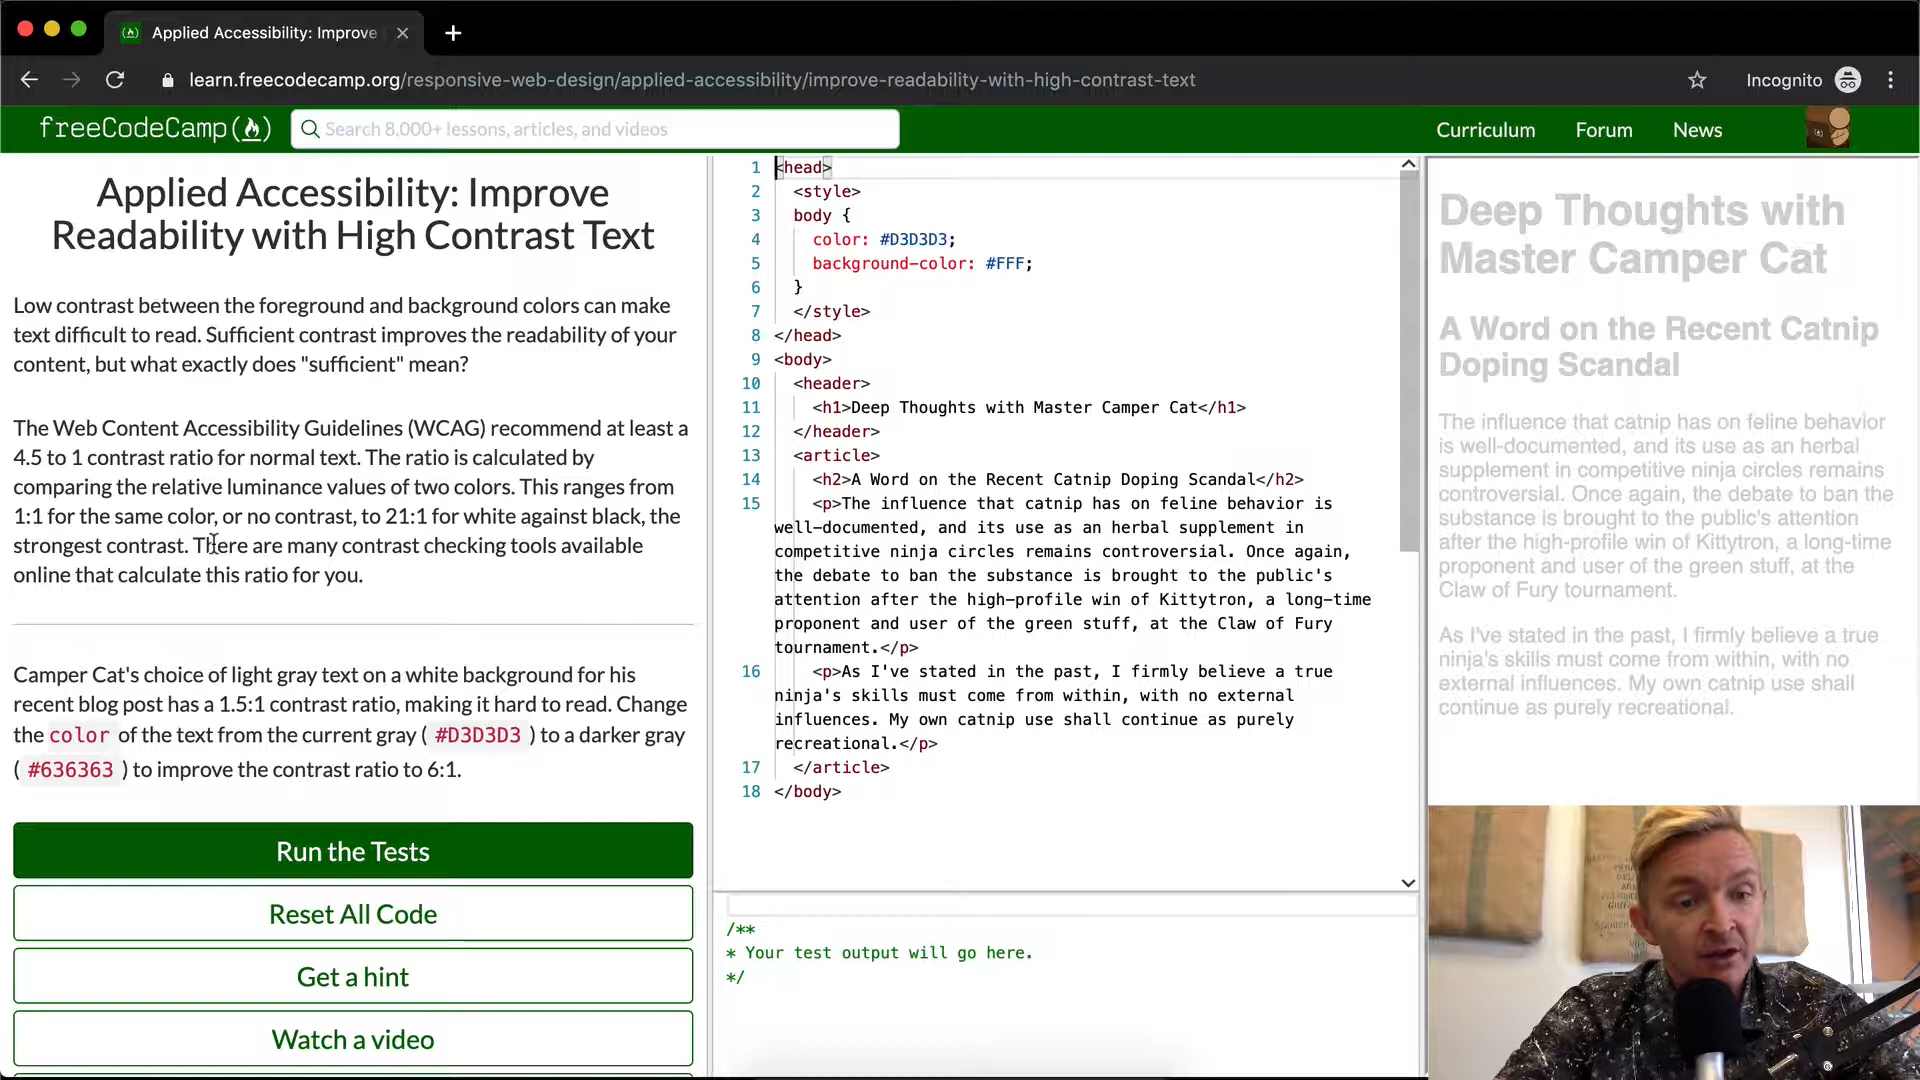 Applied Accessibility: Improve
learn.freecodecamp.org/responsive-web-design/applied-accessibility/improve-readability-with-high-contrast-text
Incognito
freeCodeCamp
Search 8,000+ lessons, articles, and videos
Curriculum
Forum
News
Applied Accessibility: Improve
Readability with High Contrast Text
Low contrast between the foreground and background colors can make
text difficult to read. Sufficient contrast improves the readability of your
content, but what exactly does "sufficient" mean?
The Web Content Accessibility Guidelines (WCAG) recommend at least a
4.5 to 1 contrast ratio for normal text. The ratio is calculated by
comparing the relative luminance values of two colors. This ranges from
1:1 for the same color, or no contrast, to 21:1 for white against black, the
strongest contrast. There are many contrast checking tools available
online that calculate this ratio for you.
Camper Cat's choice of light gray text on a white background for his
recent blog post has a 1.5:1 contrast ratio, making it hard to read. Change
the color of the text from the current gray ( #D3D3D3 ) to a darker gray
( #636363 ) to improve the contrast ratio to 6:1.
Run the Tests
Reset All Code
Get a hint
Watch a video
1 <head>
2 <style>
3 body {
4 color: #D3D3D3;
5 background-color: #FFF;
6 }
7 </style>
8 </head>
9 <body>
10 <header>
11 <h1>Deep Thoughts with Master Camper Cat</h1>
12 </header>
13 <article>
14 <h2>A Word on the Recent Catnip Doping Scandal</h2>
15 <p>The influence that catnip has on feline behavior is
well-documented, and its use as an herbal supplement in
competitive ninja circles remains controversial. Once again,
the debate to ban the substance is brought to the public's
attention after the high-profile win of Kittytron, a long-time
proponent and user of the green stuff, at the Claw of Fury
tournament.</p>
16 <p>As I've stated in the past, I firmly believe a true
ninja's skills must come from within, with no external
influences. My own catnip use shall continue as purely
recreational.</p>
17 </article>
18 </body>
/**
* Your test output will go here.
*/
Deep Thoughts with
Master Camper Cat
A Word on the Recent Catnip
Doping Scandal
The influence that catnip has on feline behavior
is well-documented, and its use as an herbal
supplement in competitive ninja circles remains
controversial. Once again, the debate to ban the
substance is brought to the public's attention
after the high-profile win of Kittytron, a long-time
proponent and user of the green stuff, at the
Claw of Fury tournament.
As I've stated in the past, I firmly believe a true
ninja's skills must come from within, with no
external influences. My own catnip use shall
continue as purely recreational.